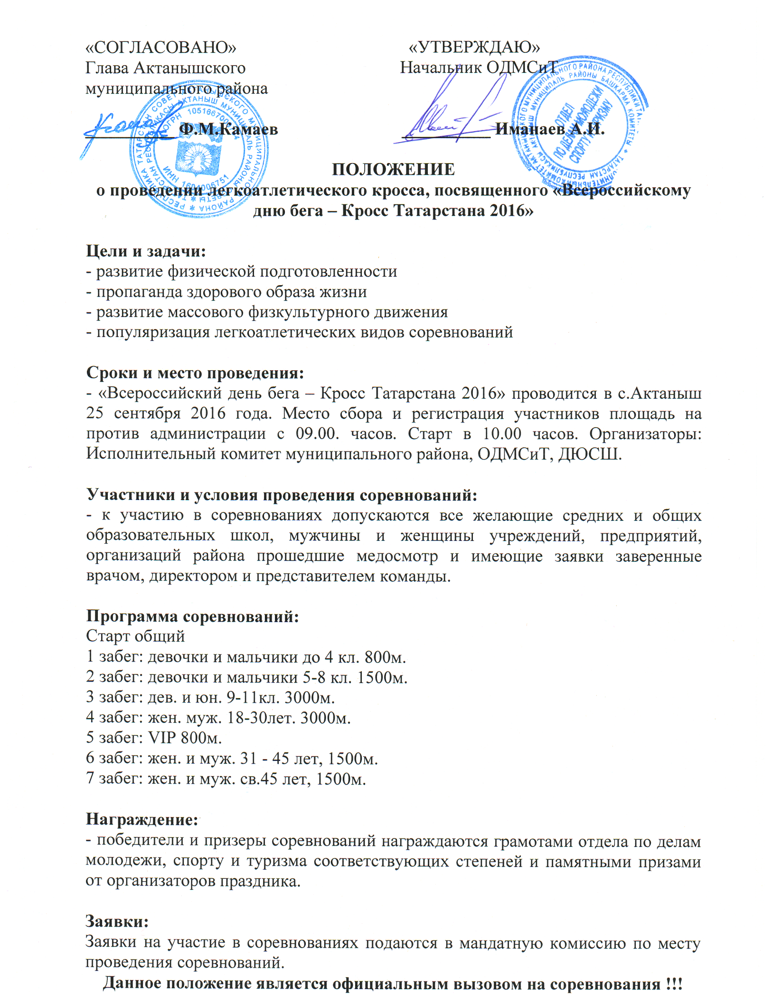 «СОГЛАСОВАНО» «УТВЕРЖДАЮ»
Глава Актанышского Начальник ОДМСиТ
муниципального района
Ф.М.Камаев Иманаев А.И.
ОГРН
ИНН 1604006751
ОТДЕЛ
ПО ДЕЛАМ МОЛОДЕЖИ
СПОРТУ И ТУРИЗМУ
ПОЛОЖЕНИЕ
о проведении легкоатлетического кросса, посвященного «Всероссийскому
дню бега – Кросс Татарстана 2016»
Цели и задачи:
- развитие физической подготовленности
- пропаганда здорового образа жизни
- развитие массового физкультурного движения
- популяризация легкоатлетических видов соревнований
Сроки и место проведения:
- «Всероссийский день бега – Кросс Татарстана 2016» проводится в с.Актаныш
25 сентября 2016 года. Место сбора и регистрация участников площадь на
против администрации с 09.00. часов. Старт в 10.00 часов. Организаторы:
Исполнительный комитет муниципального района, ОДМСиТ, ДЮСШ.
Участники и условия проведения соревнований:
- к участию в соревнованиях допускаются все желающие средних и общих
образовательных школ, мужчины и женщины учреждений, предприятий,
организаций района прошедшие медосмотр и имеющие заявки заверенные
врачом, директором и представителем команды.
Программа соревнований:
Старт общий
1 забег: девочки и мальчики до 4 кл. 800м.
2 забег: девочки и мальчики 5-8 кл. 1500м.
3 забег: дев. и юн. 9-11кл. 3000м.
4 забег: жен. муж. 18-30лет. 3000м.
5 забег: VIP 800м.
6 забег: жен. и муж. 31 - 45 лет, 1500м.
7 забег: жен. и муж. св.45 лет, 1500м.
Награждение:
- победители и призеры соревнований награждаются грамотами отдела по делам
молодежи, спорту и туризма соответствующих степеней и памятными призами
от организаторов праздника.
Заявки:
Заявки на участие в соревнованиях подаются в мандатную комиссию по месту
проведения соревнований.
Данное положение является официальным вызовом на соревнования !!!